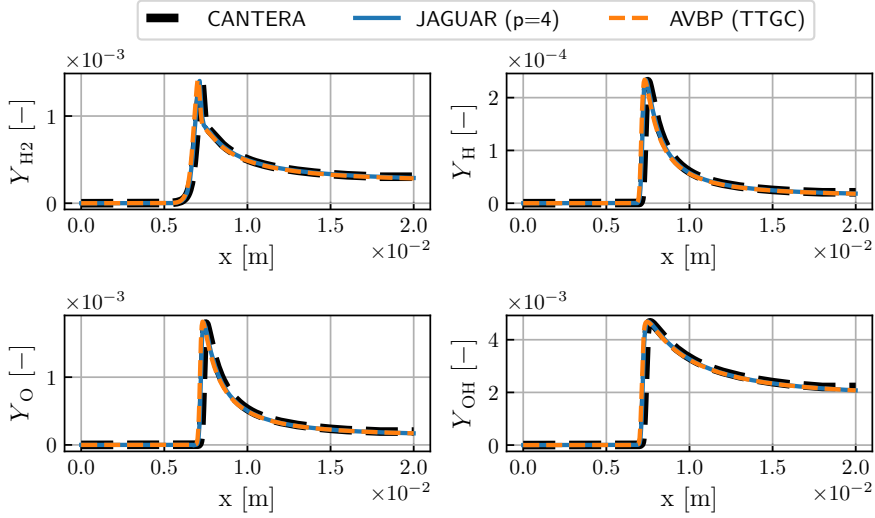 CANTERA JAGUAR (p=4) AVBP (TTGC)
×10⁻³ ×10⁻⁴
Y_H2 [−] 1 0 Y_H [−] 2 1 0
0.0 0.5 1.0 1.5 2.0 0.0 0.5 1.0 1.5 2.0
x [m] ×10⁻² x [m] ×10⁻²
×10⁻³ ×10⁻³
Y_O [−] 1 0 Y_OH [−] 4 2 0
0.0 0.5 1.0 1.5 2.0 0.0 0.5 1.0 1.5 2.0
x [m] ×10⁻² x [m] ×10⁻²